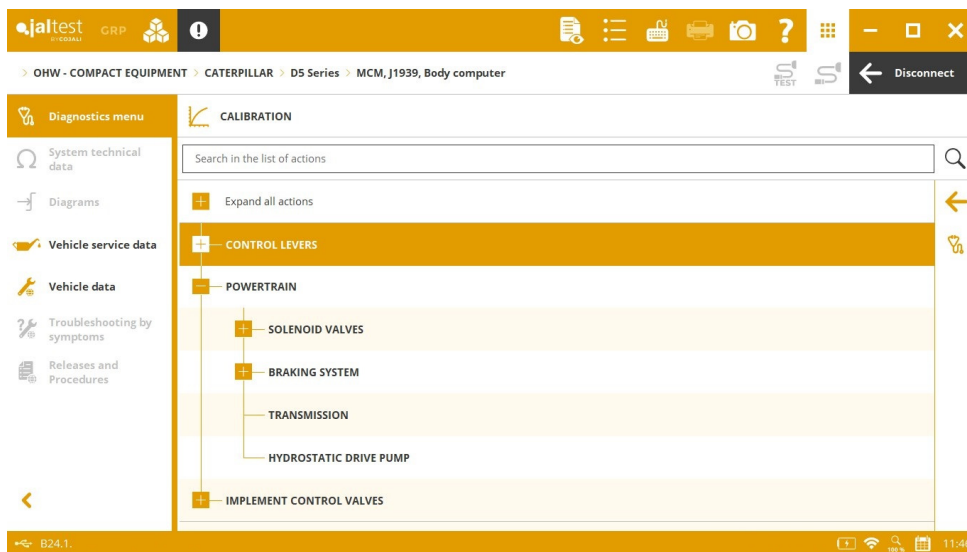 jaltest GRP
BY COJALI
> OHW - COMPACT EQUIPMENT > CATERPILLAR > D5 Series > MCM, J1939, Body computer
TEST
Disconnect
Diagnostics menu
CALIBRATION
System technical
data
Search in the list of actions
Diagrams
Expand all actions
Vehicle service data
CONTROL LEVERS
Vehicle data
POWERTRAIN
Troubleshooting by
symptoms
SOLENOID VALVES
Releases and
Procedures
BRAKING SYSTEM
TRANSMISSION
HYDROSTATIC DRIVE PUMP
IMPLEMENT CONTROL VALVES
B24.1.
100 %